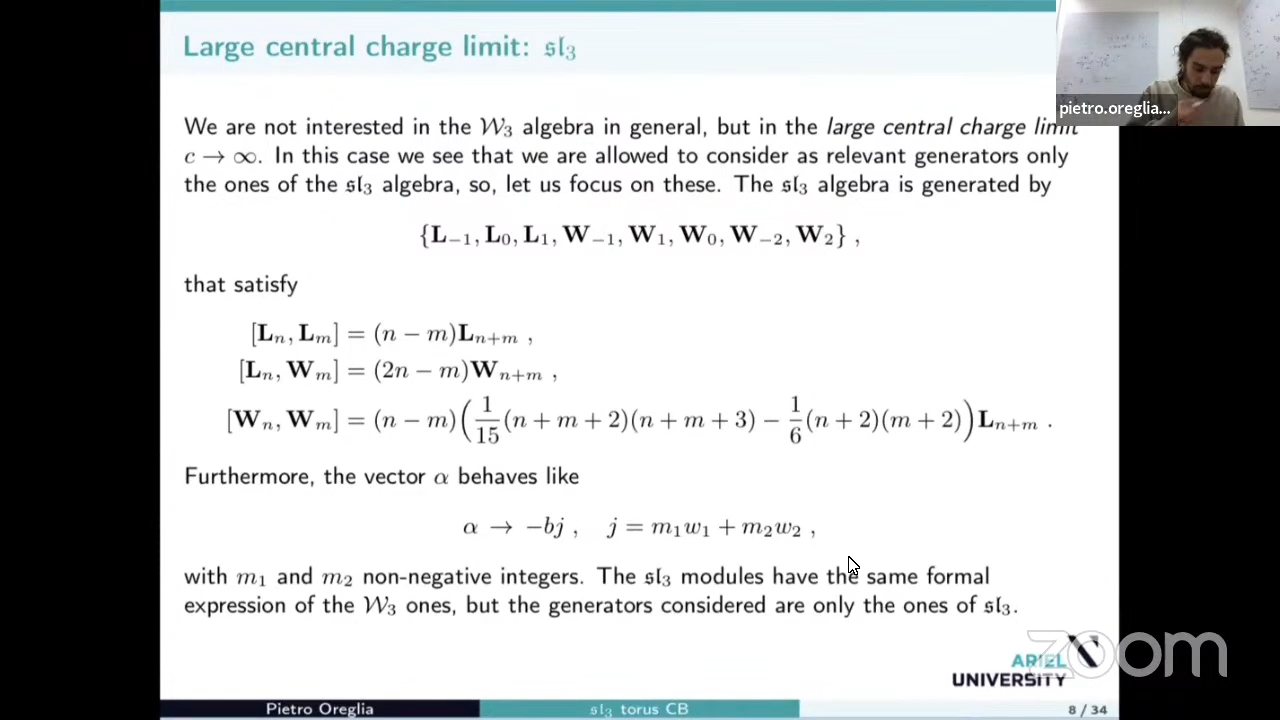 Large central charge limit: 𝔰𝔩₃
pietro.oreglia...
We are not interested in the 𝒲₃ algebra in general, but in the large central charge limit
c → ∞. In this case we see that we are allowed to consider as relevant generators only
the ones of the 𝔰𝔩₃ algebra, so, let us focus on these. The 𝔰𝔩₃ algebra is generated by
{L₋₁, L₀, L₁, W₋₁, W₁, W₀, W₋₂, W₂} ,
that satisfy
[Lₙ, Lₘ] = (n − m)Lₙ₊ₘ ,
[Lₙ, Wₘ] = (2n − m)Wₙ₊ₘ ,
[Wₙ, Wₘ] = (n − m)(1/15(n + m + 2)(n + m + 3) − 1/6(n + 2)(m + 2))Lₙ₊ₘ .
Furthermore, the vector α behaves like
α → −bj , j = m₁w₁ + m₂w₂ ,
with m₁ and m₂ non-negative integers. The 𝔰𝔩₃ modules have the same formal
expression of the 𝒲₃ ones, but the generators considered are only the ones of 𝔰𝔩₃.
zoom
ARIEL
UNIVERSITY
Pietro Oreglia 𝔰𝔩₃ torus CB 8 / 34